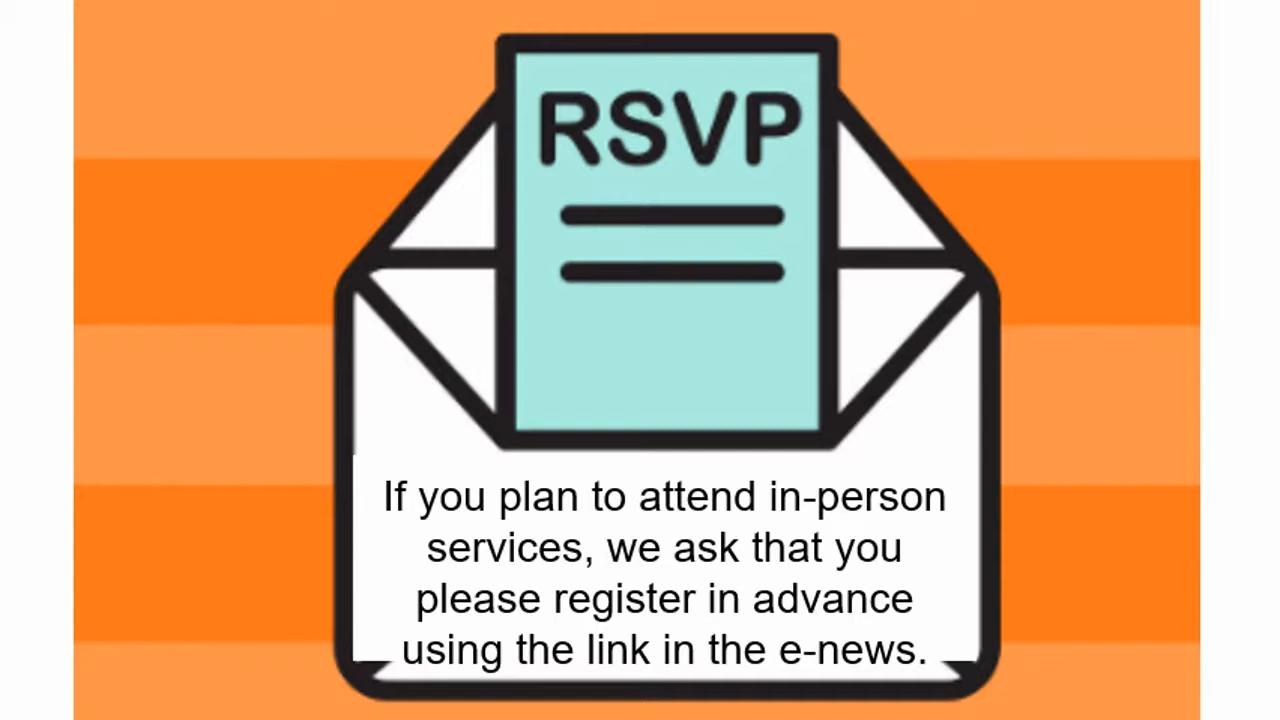 RSVP
If you plan to attend in-person
services, we ask that you
please register in advance
using the link in the e-news.